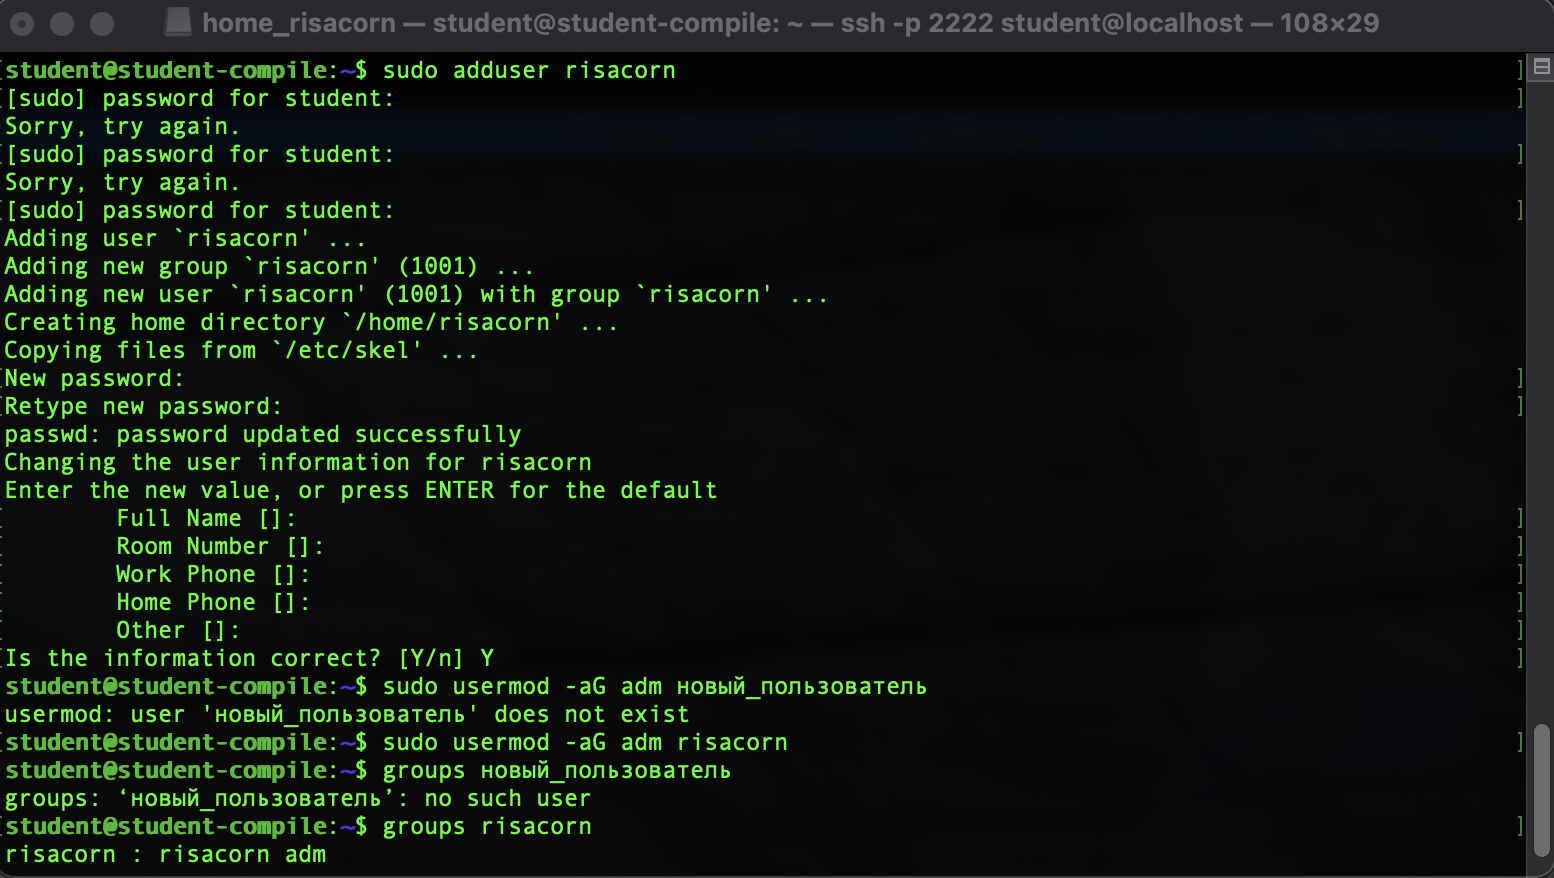 home_risacorn — student@student-compile: ~ — ssh -p 2222 student@localhost — 108×29
student@student-compile:~$ sudo adduser risacorn
[sudo] password for student:
Sorry, try again.
[sudo] password for student:
Sorry, try again.
[sudo] password for student:
Adding user `risacorn' ...
Adding new group `risacorn' (1001) ...
Adding new user `risacorn' (1001) with group `risacorn' ...
Creating home directory `/home/risacorn' ...
Copying files from `/etc/skel' ...
New password:
Retype new password:
passwd: password updated successfully
Changing the user information for risacorn
Enter the new value, or press ENTER for the default
Full Name []:
Room Number []:
Work Phone []:
Home Phone []:
Other []:
Is the information correct? [Y/n] Y
student@student-compile:~$ sudo usermod -aG adm новый_пользователь
usermod: user 'новый_пользователь' does not exist
student@student-compile:~$ sudo usermod -aG adm risacorn
student@student-compile:~$ groups новый_пользователь
groups: ‘новый_пользователь’: no such user
student@student-compile:~$ groups risacorn
risacorn : risacorn adm